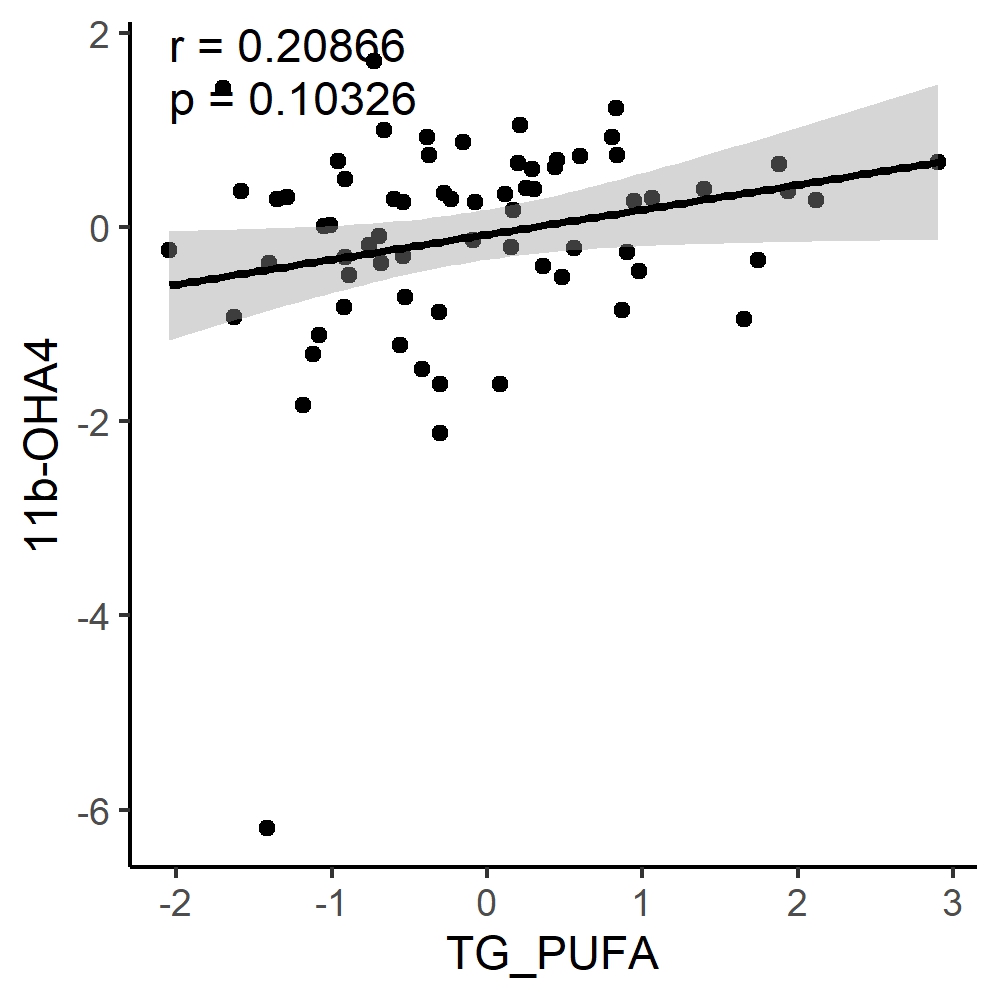 r = 0.20866
p = 0.10326
2
0
-2
-4
-6
11b-OHA4
-2 -1 0 1 2 3
TG_PUFA